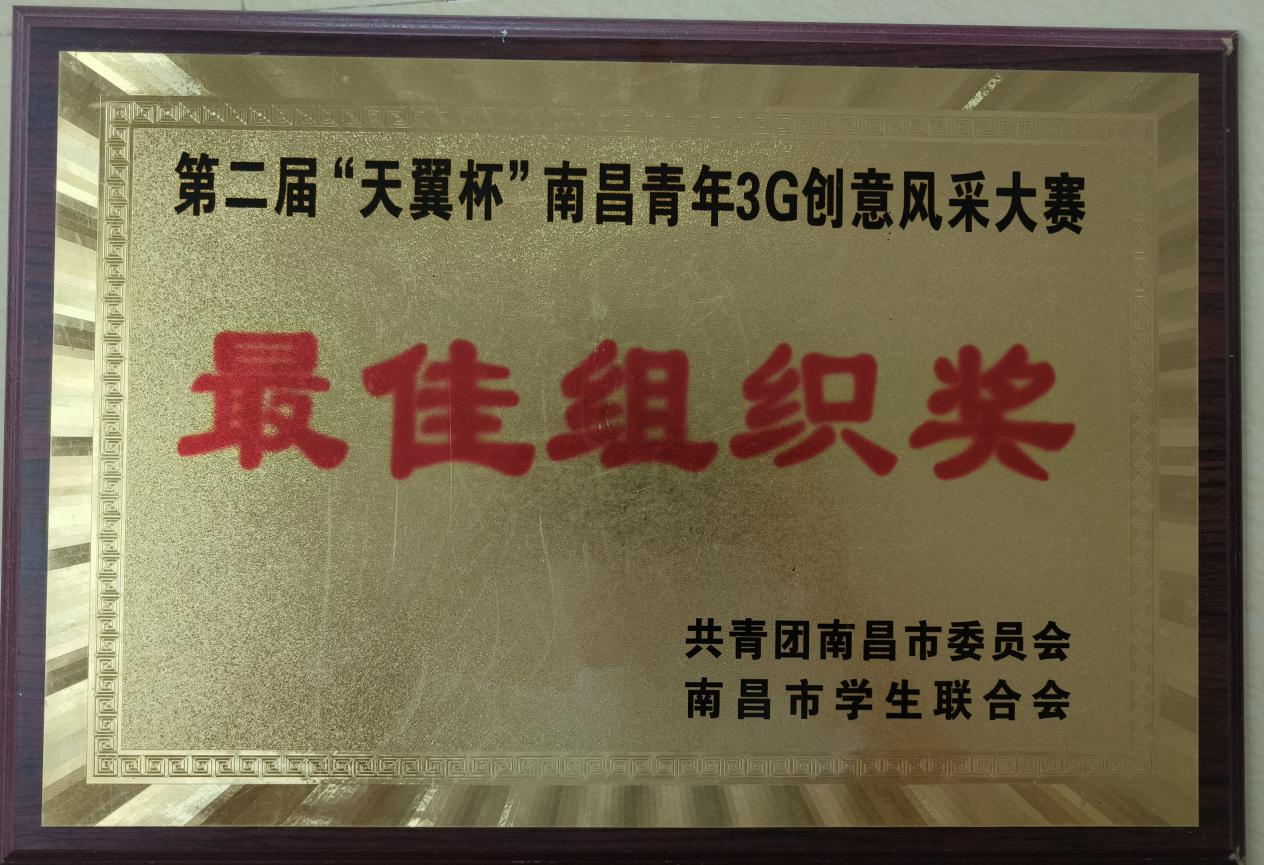 第二届“天翼杯”南昌青年3G创意风采大赛
最佳组织奖
共青团南昌市委员会
南昌市学生联合会